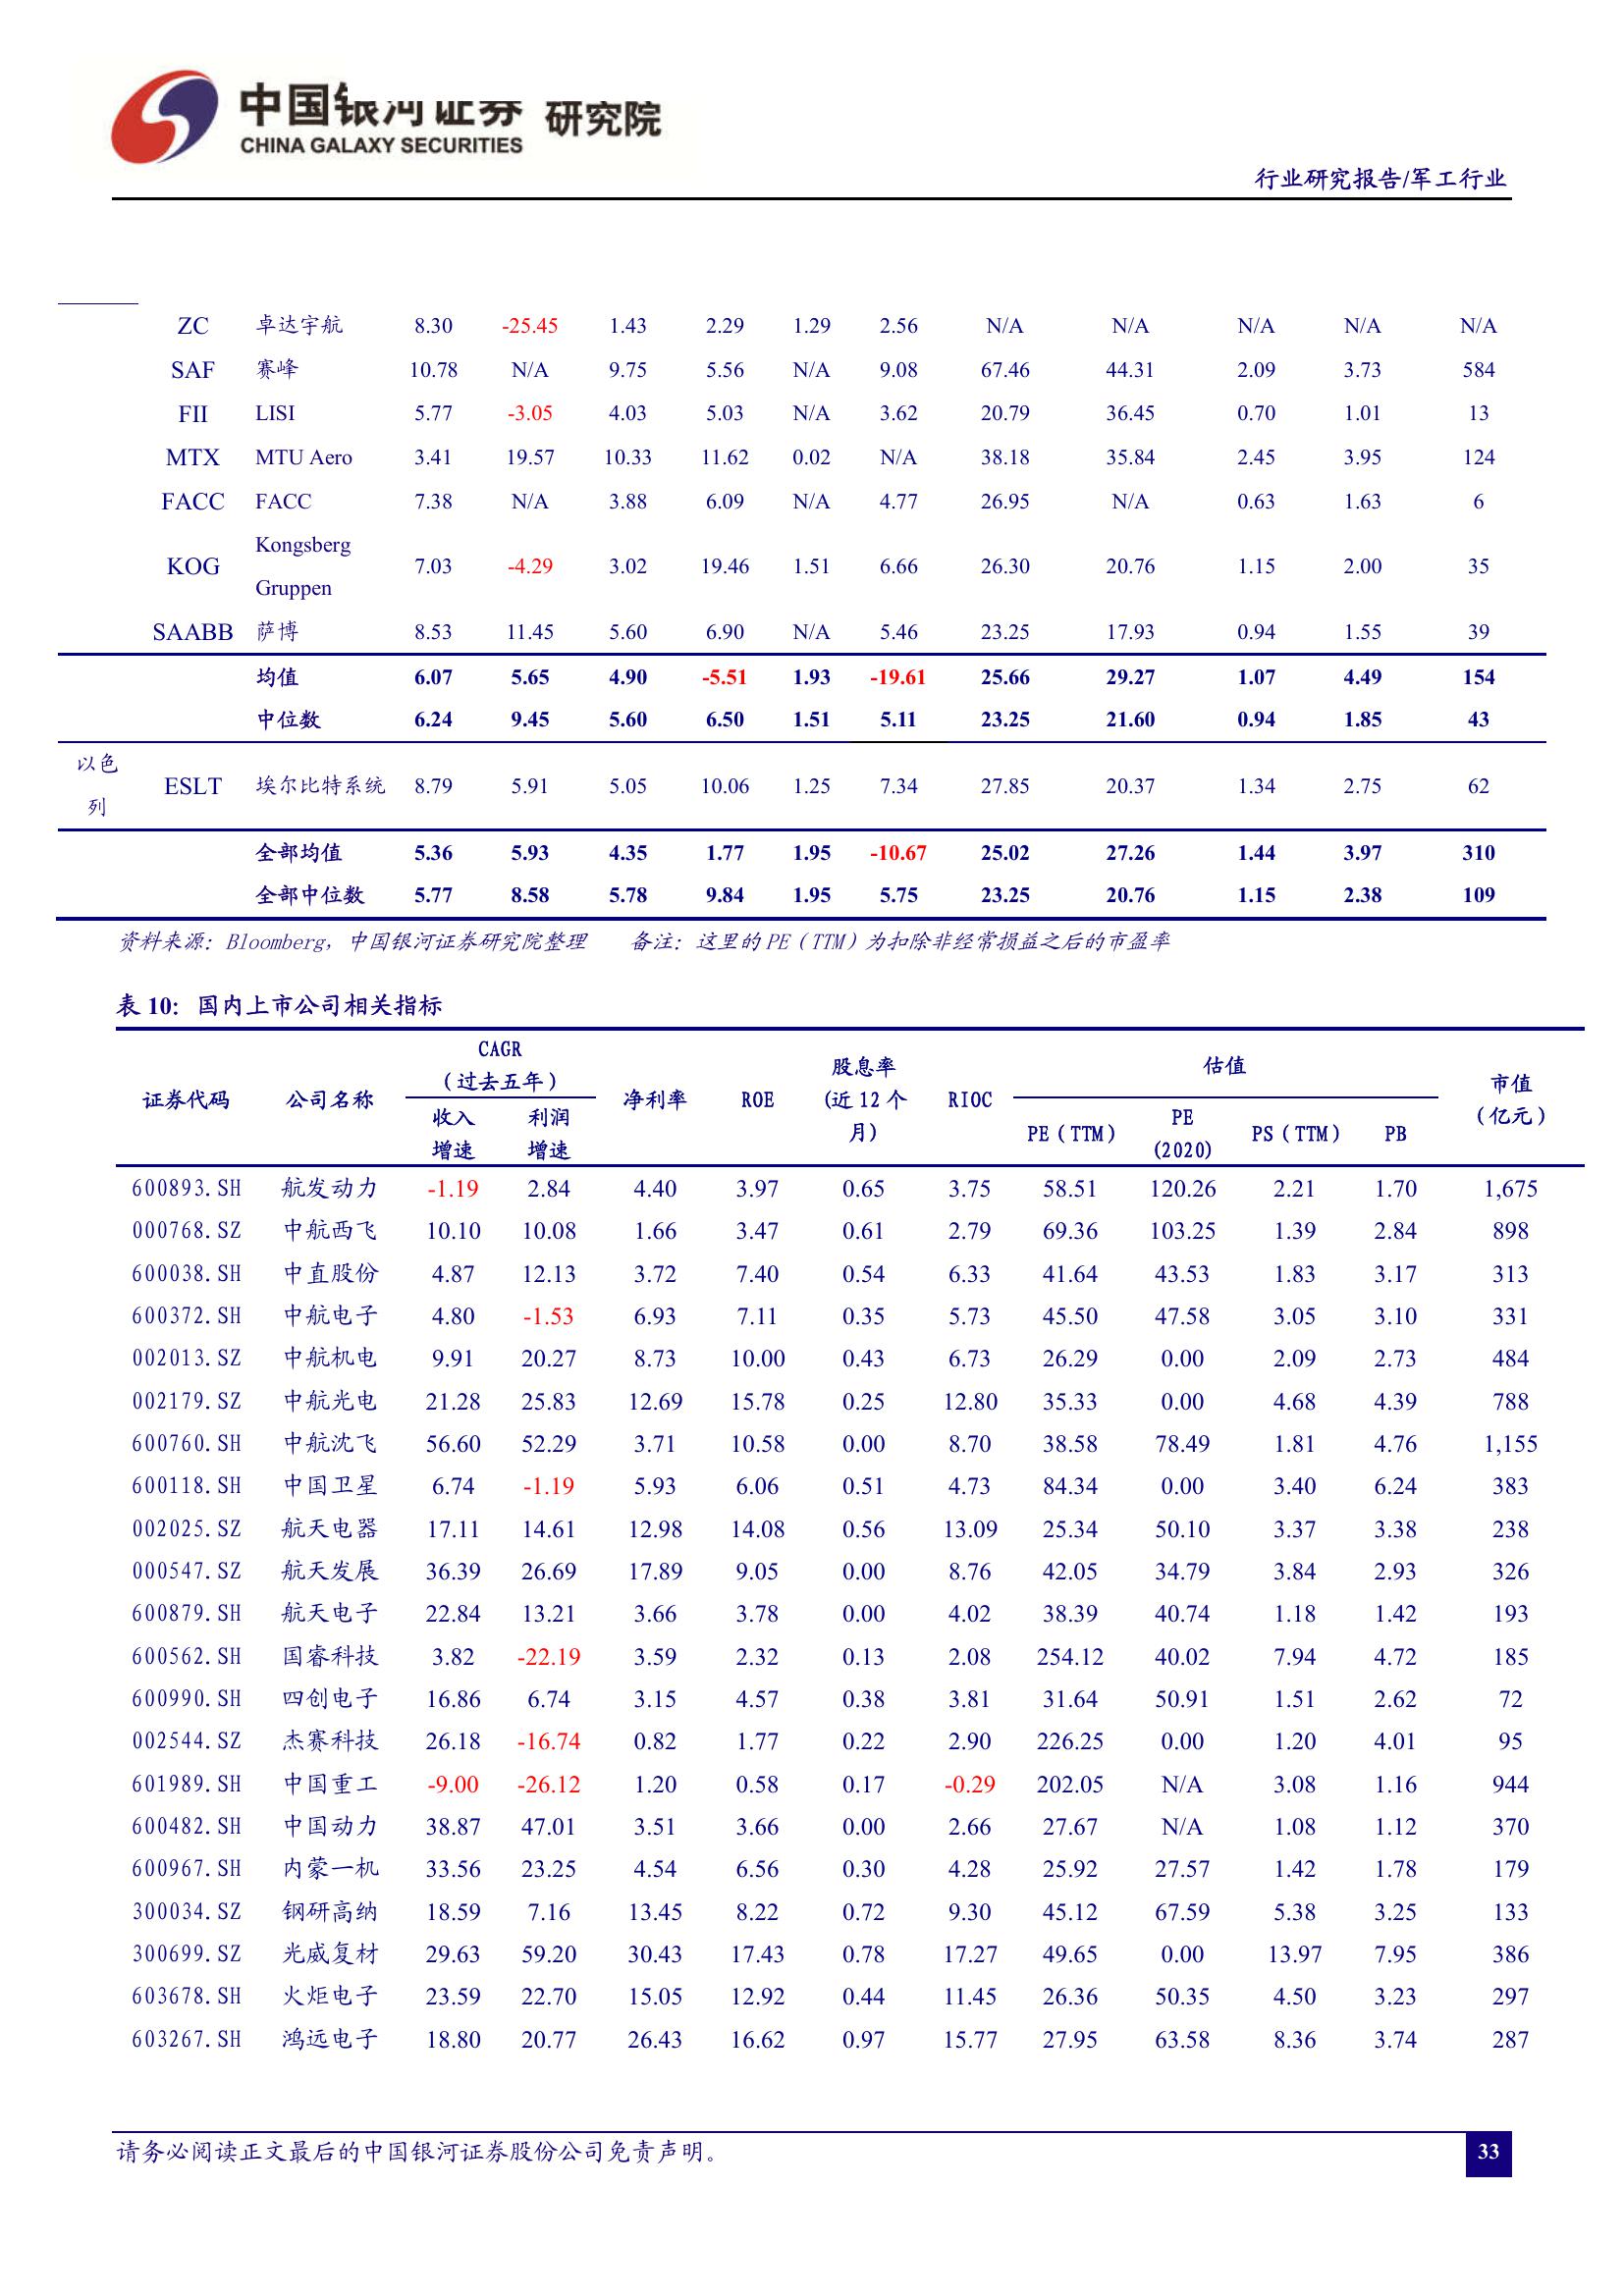 中国银河证券 研究院
CHINA GALAXY SECURITIES
行业研究报告/军工行业
ZC 卓达宇航 8.30 -25.45 1.43 2.29 1.29 2.56 N/A N/A N/A N/A N/A
SAF 赛峰 10.78 N/A 9.75 5.56 N/A 9.08 67.46 44.31 2.09 3.73 584
FII LISI 5.77 -3.05 4.03 5.03 N/A 3.62 20.79 36.45 0.70 1.01 13
MTX MTU Aero 3.41 19.57 10.33 11.62 0.02 N/A 38.18 35.84 2.45 3.95 124
FACC FACC 7.38 N/A 3.88 6.09 N/A 4.77 26.95 N/A 0.63 1.63 6
Kongsberg
KOG 7.03 -4.29 3.02 19.46 1.51 6.66 26.30 20.76 1.15 2.00 35
Gruppen
SAABB 萨博 8.53 11.45 5.60 6.90 N/A 5.46 23.25 17.93 0.94 1.55 39
均值 6.07 5.65 4.90 -5.51 1.93 -19.61 25.66 29.27 1.07 4.49 154
中位数 6.24 9.45 5.60 6.50 1.51 5.11 23.25 21.60 0.94 1.85 43
以色
ESLT 埃尔比特系统 8.79 5.91 5.05 10.06 1.25 7.34 27.85 20.37 1.34 2.75 62
列
全部均值 5.36 5.93 4.35 1.77 1.95 -10.67 25.02 27.26 1.44 3.97 310
全部中位数 5.77 8.58 5.78 9.84 1.95 5.75 23.25 20.76 1.15 2.38 109
资料来源：Bloomberg，中国银河证券研究院整理 备注：这里的 PE（TTM）为扣除非经常损益之后的市盈率
表 10：国内上市公司相关指标
CAGR
（过去五年）
股息率
估值
市值
证券代码 公司名称 净利率 ROE (近 12 个 RIOC （亿元）
收入 利润
月)
PE（TTM） PE PS（TTM） PB
增速 增速 (2020)
600893.SH 航发动力 -1.19 2.84 4.40 3.97 0.65 3.75 58.51 120.26 2.21 1.70 1,675
000768.SZ 中航西飞 10.10 10.08 1.66 3.47 0.61 2.79 69.36 103.25 1.39 2.84 898
600038.SH 中直股份 4.87 12.13 3.72 7.40 0.54 6.33 41.64 43.53 1.83 3.17 313
600372.SH 中航电子 4.80 -1.53 6.93 7.11 0.35 5.73 45.50 47.58 3.05 3.10 331
002013.SZ 中航机电 9.91 20.27 8.73 10.00 0.43 6.73 26.29 0.00 2.09 2.73 484
002179.SZ 中航光电 21.28 25.83 12.69 15.78 0.25 12.80 35.33 0.00 4.68 4.39 788
600760.SH 中航沈飞 56.60 52.29 3.71 10.58 0.00 8.70 38.58 78.49 1.81 4.76 1,155
600118.SH 中国卫星 6.74 -1.19 5.93 6.06 0.51 4.73 84.34 0.00 3.40 6.24 383
002025.SZ 航天电器 17.11 14.61 12.98 14.08 0.56 13.09 25.34 50.10 3.37 3.38 238
000547.SZ 航天发展 36.39 26.69 17.89 9.05 0.00 8.76 42.05 34.79 3.84 2.93 326
600879.SH 航天电子 22.84 13.21 3.66 3.78 0.00 4.02 38.39 40.74 1.18 1.42 193
600562.SH 国睿科技 3.82 -22.19 3.59 2.32 0.13 2.08 254.12 40.02 7.94 4.72 185
600990.SH 四创电子 16.86 6.74 3.15 4.57 0.38 3.81 31.64 50.91 1.51 2.62 72
002544.SZ 杰赛科技 26.18 -16.74 0.82 1.77 0.22 2.90 226.25 0.00 1.20 4.01 95
601989.SH 中国重工 -9.00 -26.12 1.20 0.58 0.17 -0.29 202.05 N/A 3.08 1.16 944
600482.SH 中国动力 38.87 47.01 3.51 3.66 0.00 2.66 27.67 N/A 1.08 1.12 370
600967.SH 内蒙一机 33.56 23.25 4.54 6.56 0.30 4.28 25.92 27.57 1.42 1.78 179
300034.SZ 钢研高纳 18.59 7.16 13.45 8.22 0.72 9.30 45.12 67.59 5.38 3.25 133
300699.SZ 光威复材 29.63 59.20 30.43 17.43 0.78 17.27 49.65 0.00 13.97 7.95 386
603678.SH 火炬电子 23.59 22.70 15.05 12.92 0.44 11.45 26.36 50.35 4.50 3.23 297
603267.SH 鸿远电子 18.80 20.77 26.43 16.62 0.97 15.77 27.95 63.58 8.36 3.74 287
请务必阅读正文最后的中国银河证券股份公司免责声明。 33